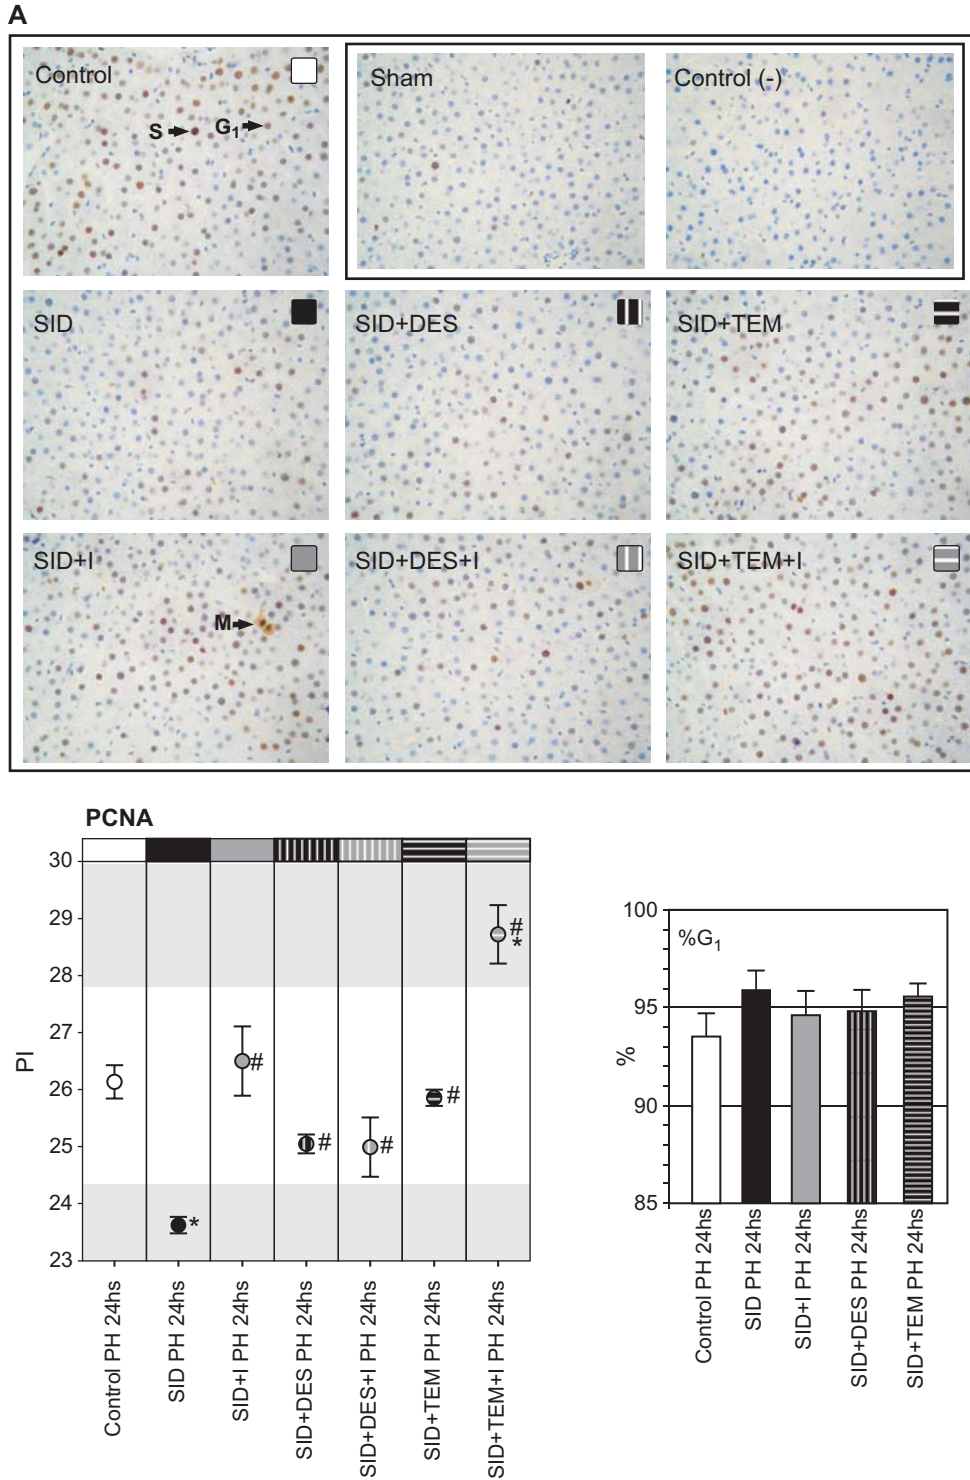 A
Control
S
G1
Sham
Control (-)
SID
SID+DES
SID+TEM
SID+I
M
SID+DES+I
SID+TEM+I
PCNA
30
29
28
27
26
25
24
23
PI
*
#
#
#
#
#
*
Control PH 24hs
SID PH 24hs
SID+I PH 24hs
SID+DES PH 24hs
SID+DES+I PH 24hs
SID+TEM PH 24hs
SID+TEM+I PH 24hs
%G1
100
95
90
85
%
Control PH 24hs
SID PH 24hs
SID+I PH 24hs
SID+DES PH 24hs
SID+TEM PH 24hs